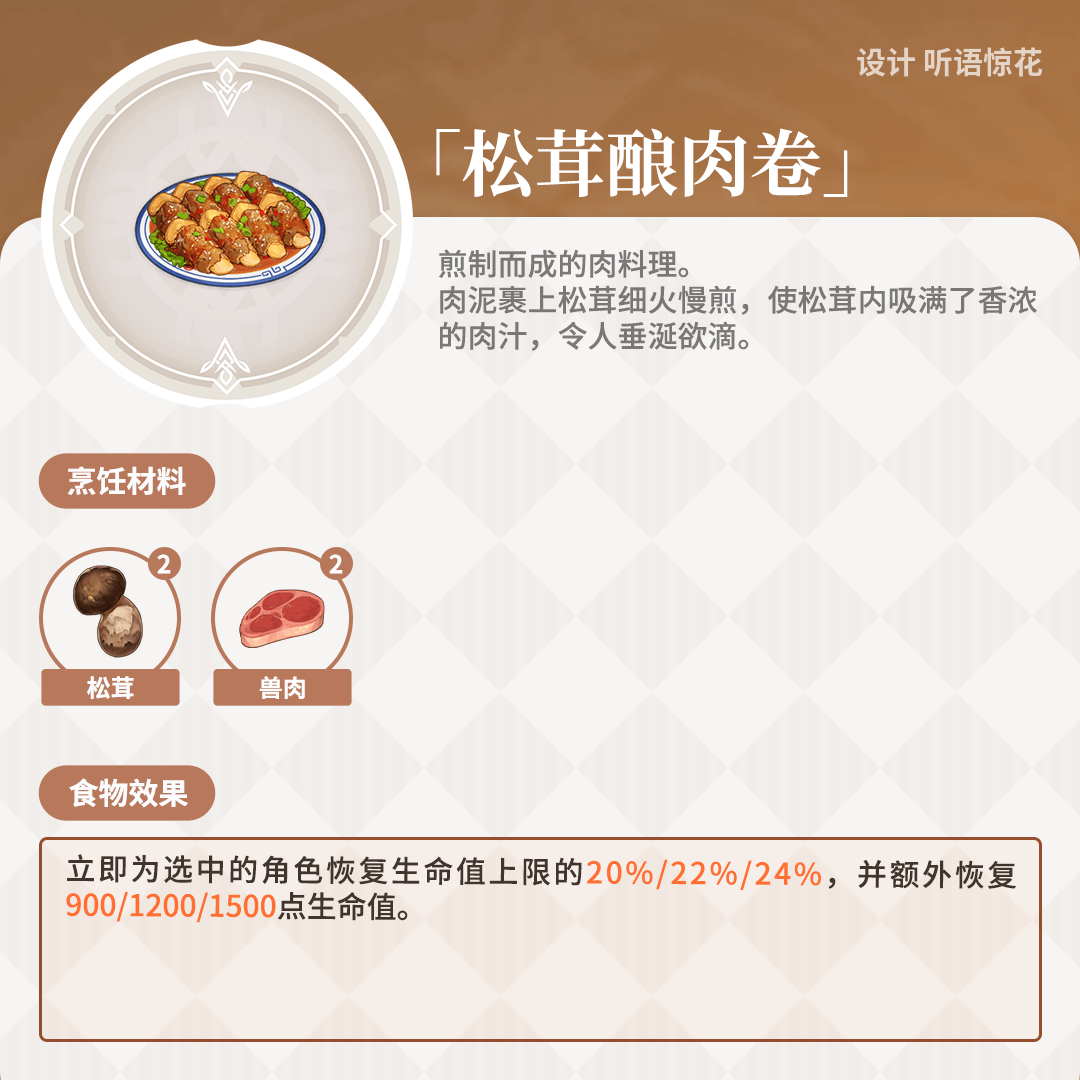 设计 听语惊花
「松茸酿肉卷」
煎制而成的肉料理。
肉泥裹上松茸细火慢煎，使松茸内吸满了香浓
的肉汁，令人垂涎欲滴。
烹饪材料
2
2
松茸
兽肉
食物效果
立即为选中的角色恢复生命值上限的20%/22%/24%，并额外恢复
900/1200/1500点生命值。